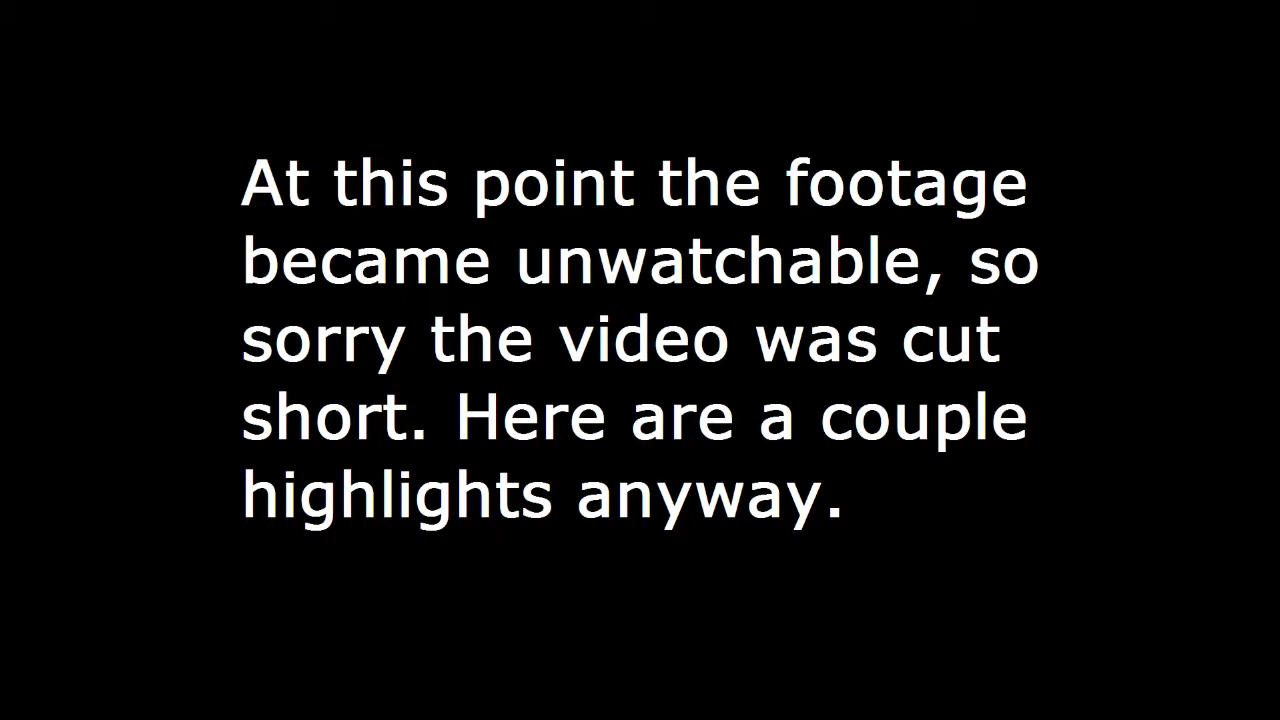 At this point the footage
became unwatchable, so
sorry the video was cut
short. Here are a couple
highlights anyway.